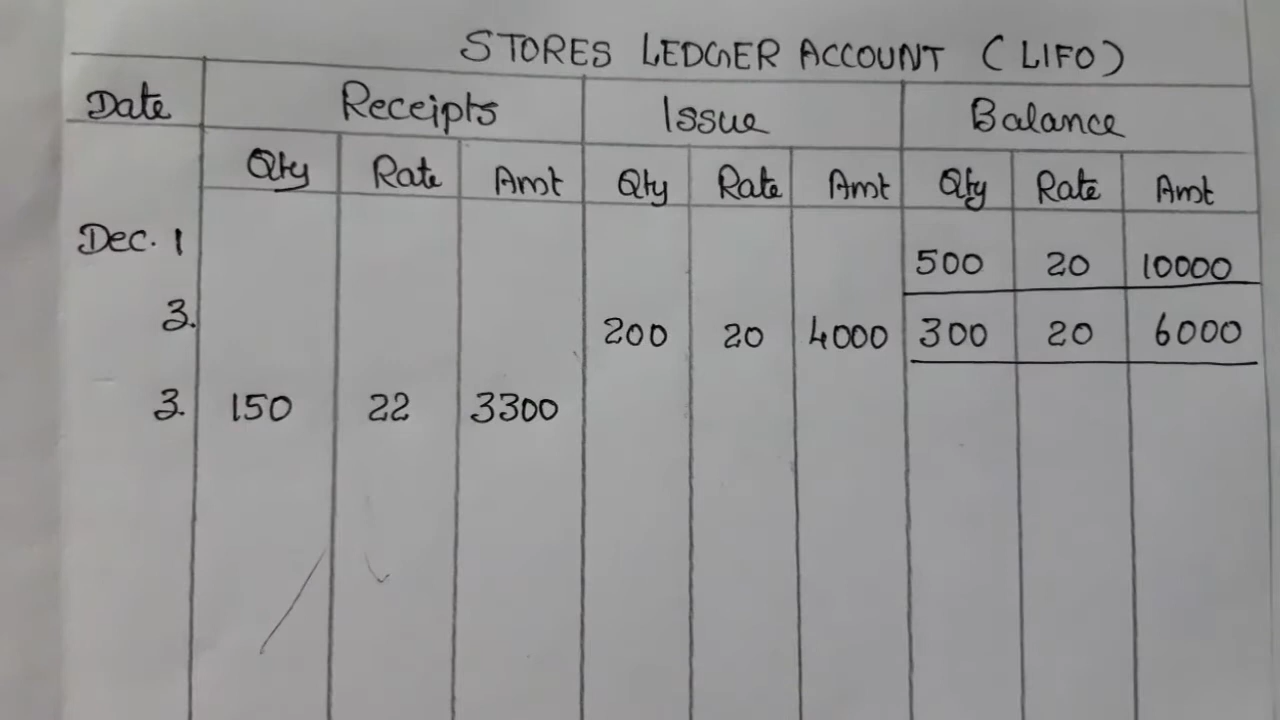 STORES LEDGER ACCOUNT (LIFO)
Date Receipts Issue Balance
Qty Rate Amt Qty Rate Amt Qty Rate Amt
Dec. 1 500 20 10000
3. 200 20 4000 300 20 6000
3. 150 22 3300